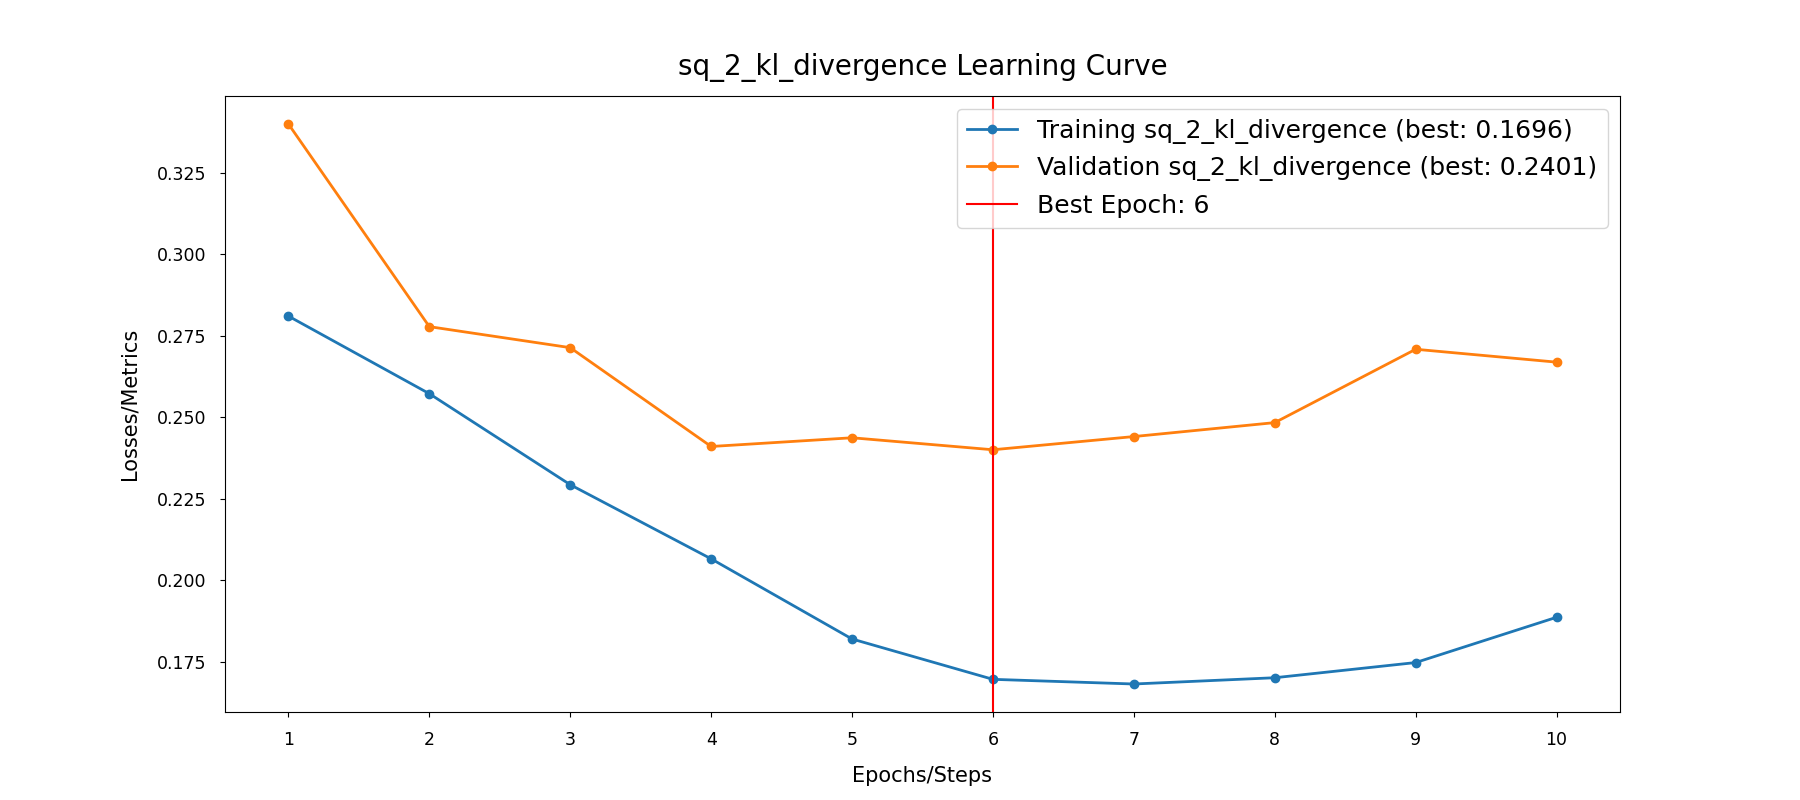 sq_2_kl_divergence Learning Curve
Training sq_2_kl_divergence (best: 0.1696)
Validation sq_2_kl_divergence (best: 0.2401)
Best Epoch: 6
Losses/Metrics
0.325
0.300
0.275
0.250
0.225
0.200
0.175
1 2 3 4 5 6 7 8 9 10
Epochs/Steps